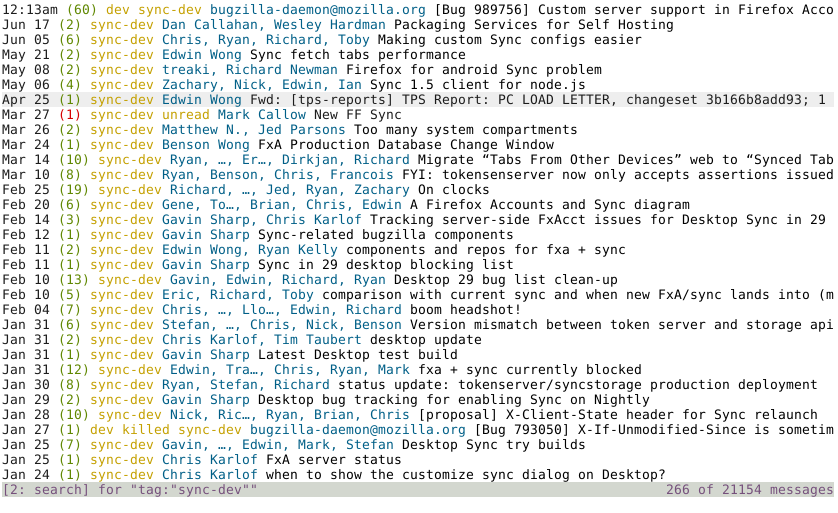 12:13am (60) dev sync-dev bugzilla-daemon@mozilla.org [Bug 989756] Custom server support in Firefox Acco
Jun 17 (2) sync-dev Dan Callahan, Wesley Hardman Packaging Services for Self Hosting
Jun 05 (6) sync-dev Chris, Ryan, Richard, Toby Making custom Sync configs easier
May 21 (2) sync-dev Edwin Wong Sync fetch tabs performance
May 08 (2) sync-dev treaki, Richard Newman Firefox for android Sync problem
May 06 (4) sync-dev Zachary, Nick, Edwin, Ian Sync 1.5 client for node.js
Apr 25 (1) sync-dev Edwin Wong Fwd: [tps-reports] TPS Report: PC LOAD LETTER, changeset 3b166b8add93; 1
Mar 27 (1) sync-dev unread Mark Callow New FF Sync
Mar 26 (2) sync-dev Matthew N., Jed Parsons Too many system compartments
Mar 24 (1) sync-dev Benson Wong FxA Production Database Change Window
Mar 14 (10) sync-dev Ryan, …, Er…, Dirkjan, Richard Migrate “Tabs From Other Devices” web to “Synced Tab
Mar 10 (8) sync-dev Ryan, Benson, Chris, Francois FYI: tokensenserver now only accepts assertions issued
Feb 25 (19) sync-dev Richard, …, Jed, Ryan, Zachary On clocks
Feb 20 (6) sync-dev Gene, To…, Brian, Chris, Edwin A Firefox Accounts and Sync diagram
Feb 14 (3) sync-dev Gavin Sharp, Chris Karlof Tracking server-side FxAcct issues for Desktop Sync in 29
Feb 12 (1) sync-dev Gavin Sharp Sync-related bugzilla components
Feb 11 (2) sync-dev Edwin Wong, Ryan Kelly components and repos for fxa + sync
Feb 11 (1) sync-dev Gavin Sharp Sync in 29 desktop blocking list
Feb 10 (13) sync-dev Gavin, Edwin, Richard, Ryan Desktop 29 bug list clean-up
Feb 10 (5) sync-dev Eric, Richard, Toby comparison with current sync and when new FxA/sync lands into (m
Feb 04 (7) sync-dev Chris, …, Llo…, Edwin, Richard boom headshot!
Jan 31 (6) sync-dev Stefan, …, Chris, Nick, Benson Version mismatch between token server and storage api
Jan 31 (2) sync-dev Chris Karlof, Tim Taubert desktop update
Jan 31 (1) sync-dev Gavin Sharp Latest Desktop test build
Jan 31 (12) sync-dev Edwin, Tra…, Chris, Ryan, Mark fxa + sync currently blocked
Jan 30 (8) sync-dev Ryan, Stefan, Richard status update: tokenserver/syncstorage production deployment
Jan 29 (2) sync-dev Gavin Sharp Desktop bug tracking for enabling Sync on Nightly
Jan 28 (10) sync-dev Nick, Ric…, Ryan, Brian, Chris [proposal] X-Client-State header for Sync relaunch
Jan 27 (1) dev killed sync-dev bugzilla-daemon@mozilla.org [Bug 793050] X-If-Unmodified-Since is sometim
Jan 25 (7) sync-dev Gavin, …, Edwin, Mark, Stefan Desktop Sync try builds
Jan 25 (1) sync-dev Chris Karlof FxA server status
Jan 24 (1) sync-dev Chris Karlof when to show the customize sync dialog on Desktop?
[2: search] for "tag:"sync-dev"" 266 of 21154 messages